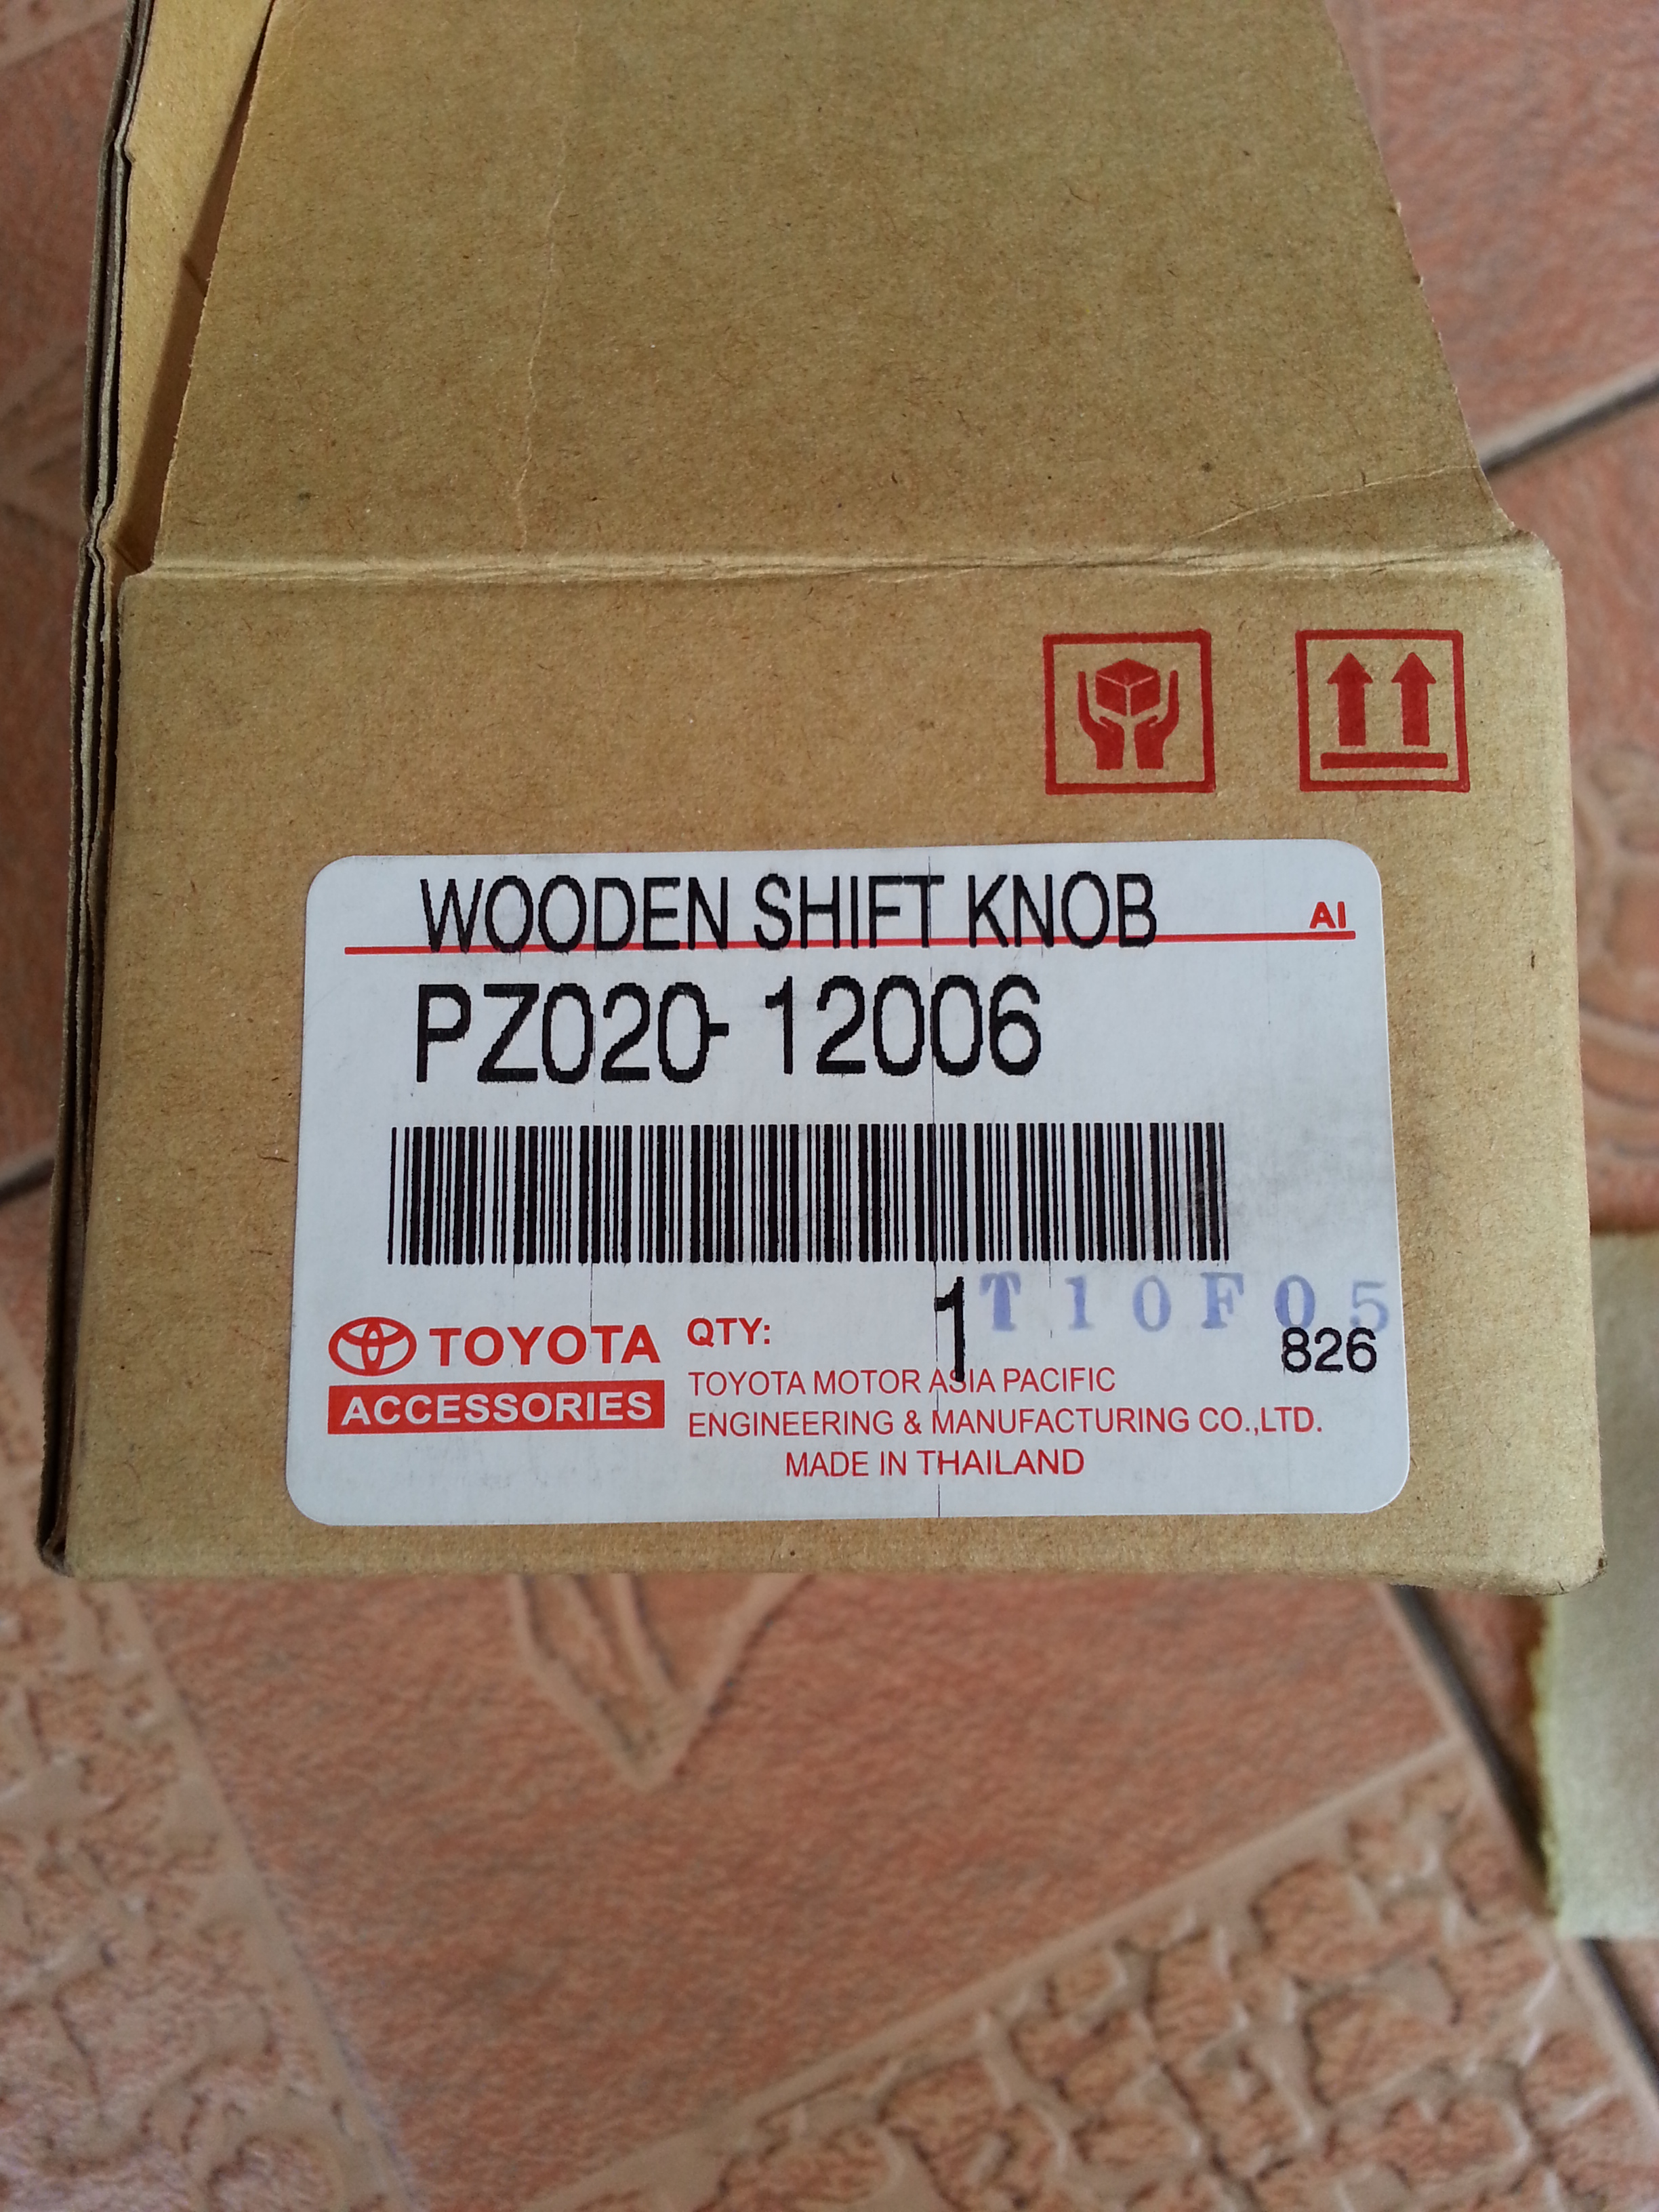 WOODEN SHIFT KNOB
AI
PZ020-12006
1
T10F05
QTY:
826
TOYOTA
ACCESSORIES
TOYOTA MOTOR ASIA PACIFIC
ENGINEERING & MANUFACTURING CO.,LTD.
MADE IN THAILAND